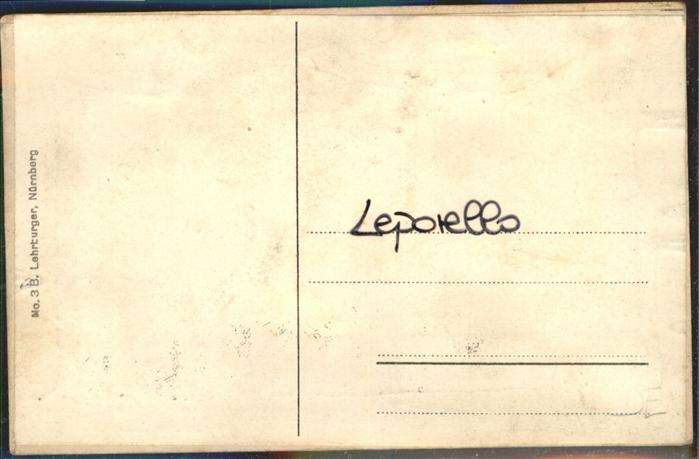 No. 3 B. Lehrburger, Nürnberg
Leporello